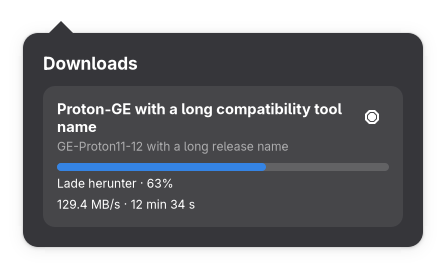 Downloads
Proton-GE with a long compatibility tool
name
GE-Proton11-12 with a long release name
Lade herunter · 63%
129.4 MB/s · 12 min 34 s